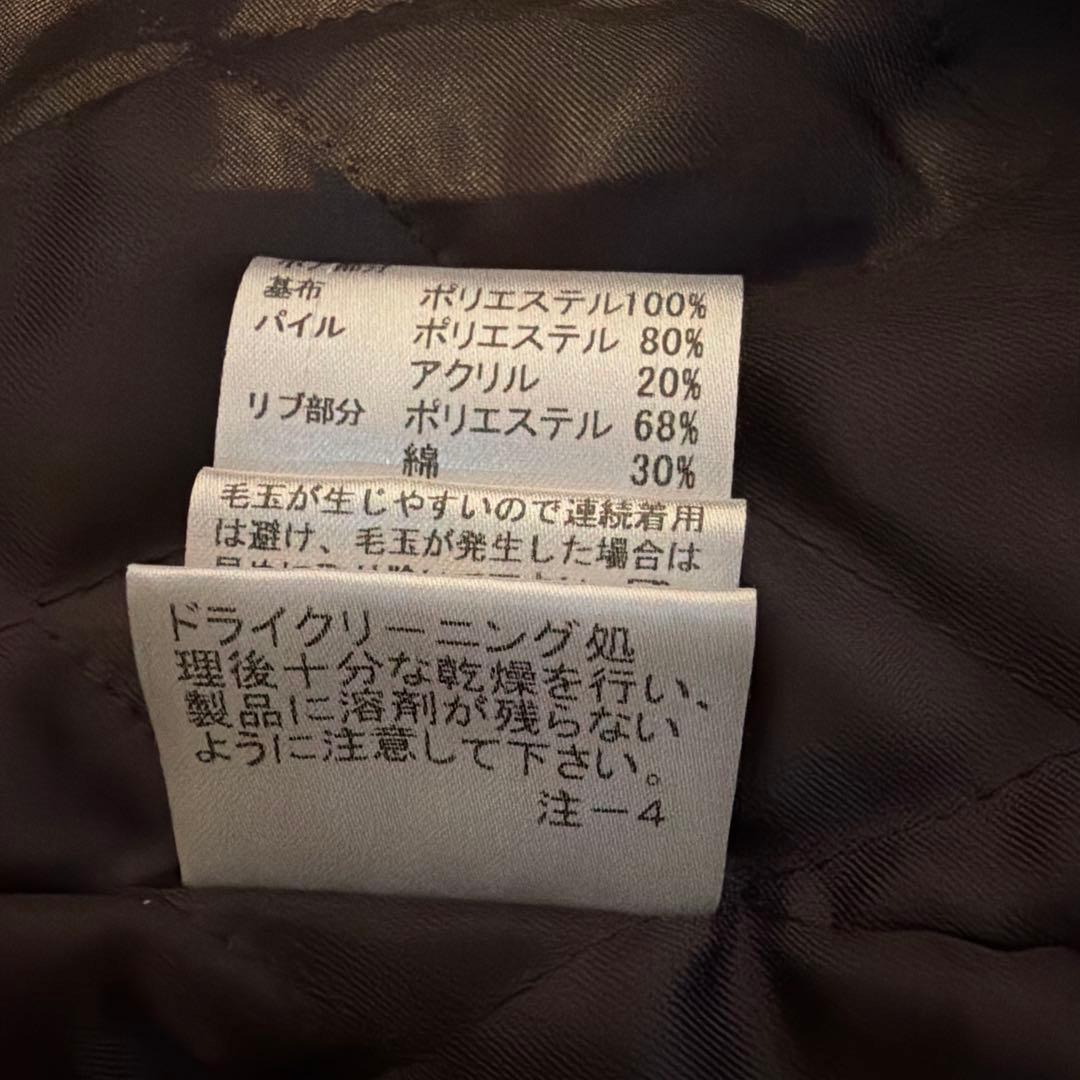 基布 ポリエステル100%
パイル ポリエステル 80%
アクリル 20%
リブ部分 ポリエステル 68%
綿 30%
毛玉が生じやすいので連続着用
は避け、毛玉が発生した場合は
ドライクリーニング処
理後十分な乾燥を行い、
製品に溶剤が残らない
ように注意して下さい。
注－4